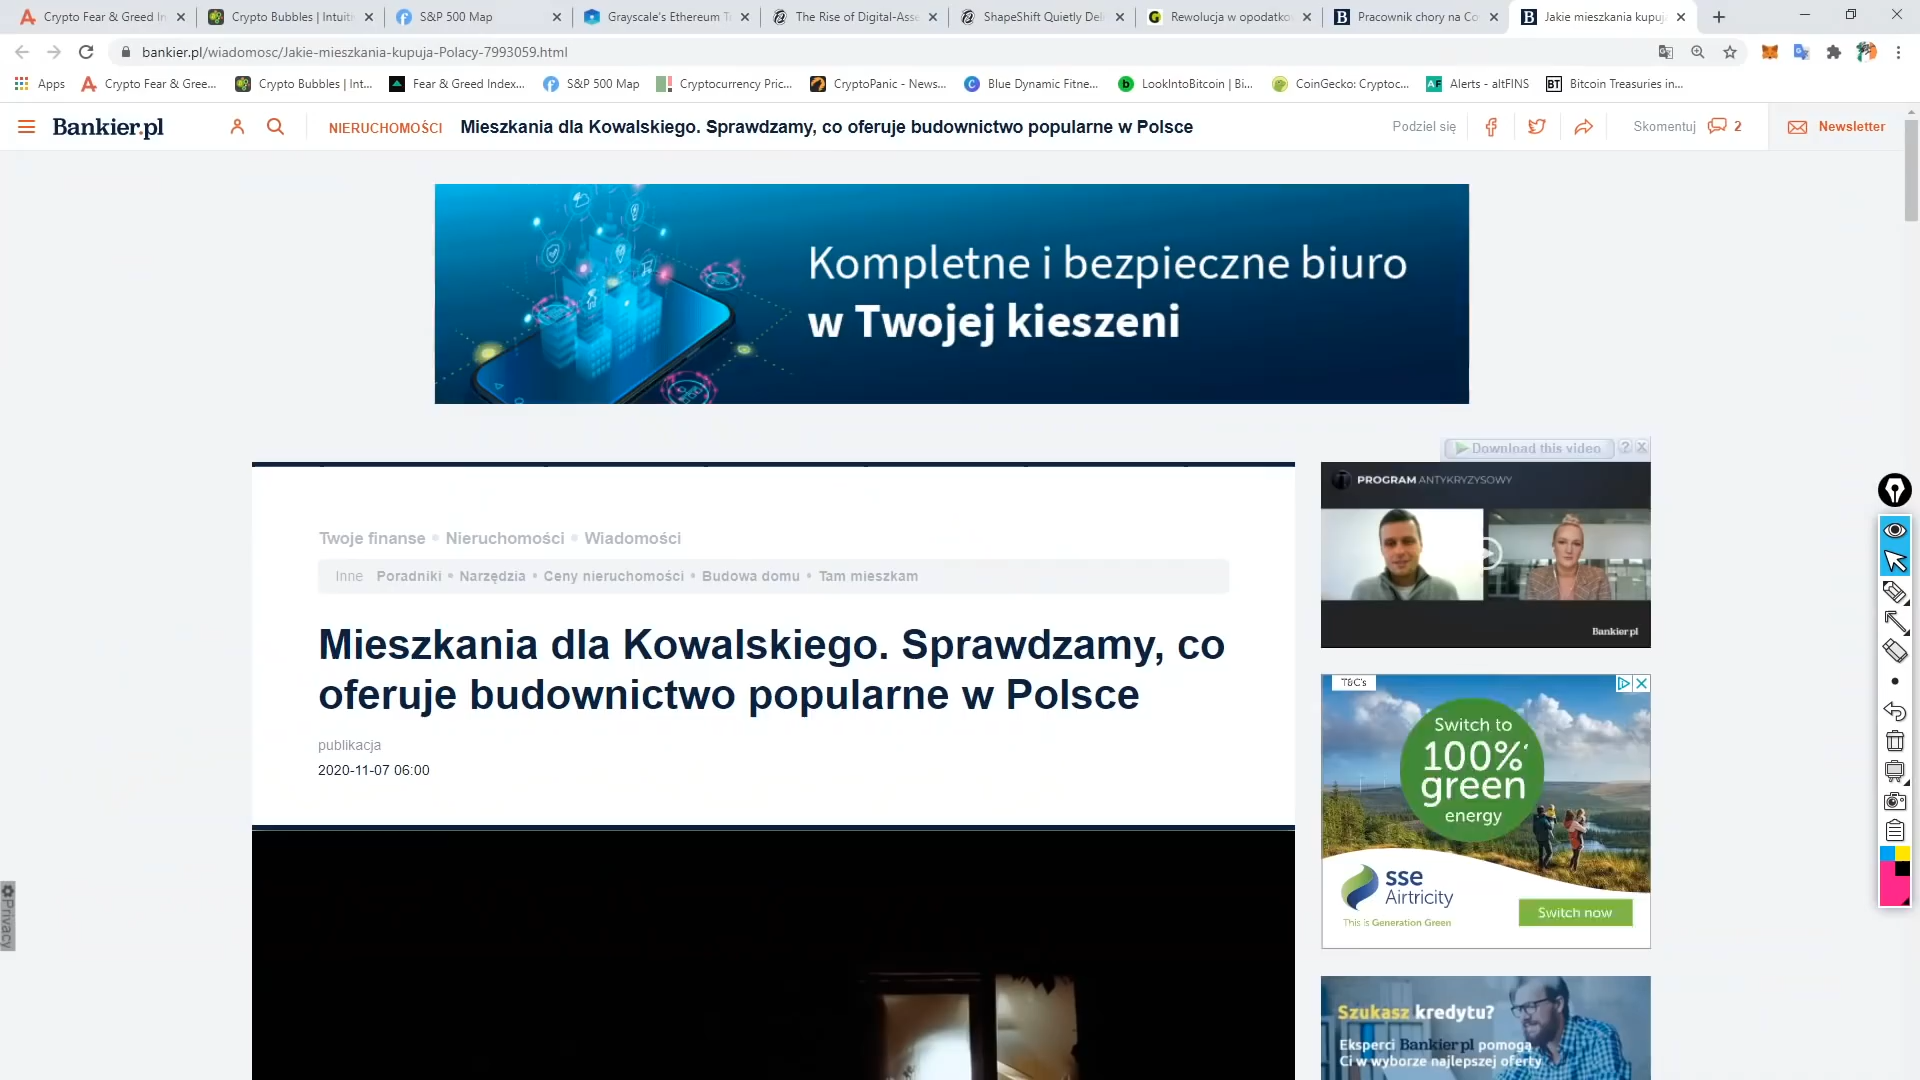 Crypto Fear & Greed In
Crypto Bubbles | Intuiti
S&P 500 Map
Grayscale's Ethereum T
The Rise of Digital-Asse
ShapeShift Quietly Deli
Rewolucja w opodatko
Pracownik chory na Co
Jakie mieszkania kupuj
bankier.pl/wiadomosc/Jakie-mieszkania-kupuja-Polacy-7993059.html
Apps
Crypto Fear & Gree...
Crypto Bubbles | Int...
Fear & Greed Index...
S&P 500 Map
Cryptocurrency Pric...
CryptoPanic - News...
Blue Dynamic Fitne...
LookIntoBitcoin | Bi...
CoinGecko: Cryptoc...
Alerts - altFINS
Bitcoin Treasuries in...
Bankier.pl
NIERUCHOMOŚCI
Mieszkania dla Kowalskiego. Sprawdzamy, co oferuje budownictwo popularne w Polsce
Podziel się
Skomentuj
2
Newsletter
Kompletne i bezpieczne biuro
w Twojej kieszeni
Download this video
PROGRAM ANTYKRYZYSOWY
Bankier.pl
Twoje finanse • Nieruchomości • Wiadomości
Inne Poradniki • Narzędzia • Ceny nieruchomości • Budowa domu • Tam mieszkam
Mieszkania dla Kowalskiego. Sprawdzamy, co
oferuje budownictwo popularne w Polsce
publikacja
2020-11-07 06:00
T&C's
Switch to
100%*
green
energy
sse
Airtricity
This is Generation Green
Switch now
Szukasz kredytu?
Eksperci Bankier.pl pomogą
Ci w wyborze najlepszej oferty.
Privacy